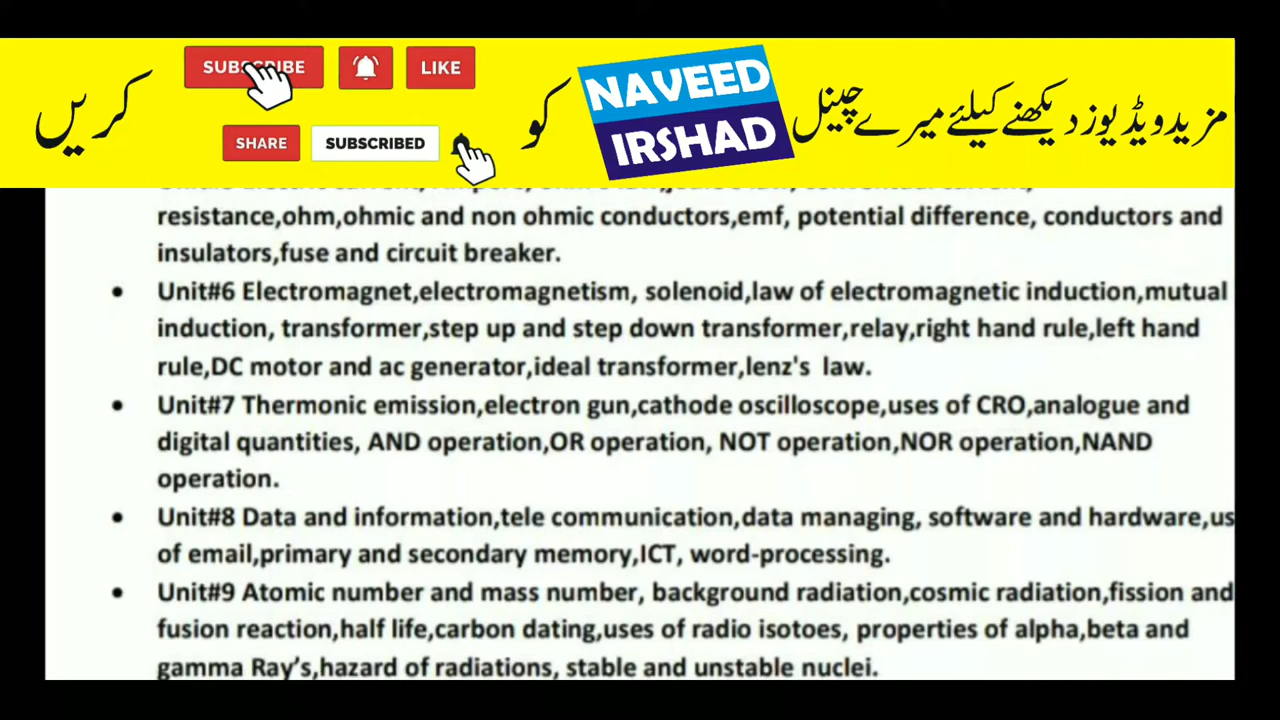 مزید ویڈیوز دیکھنے کیلئے میرے چینل NAVEED IRSHAD کو کریں
SUBSCRIBE LIKE
SHARE SUBSCRIBED
resistance,ohm,ohmic and non ohmic conductors,emf, potential difference, conductors and
insulators,fuse and circuit breaker.
• Unit#6 Electromagnet,electromagnetism, solenoid,law of electromagnetic induction,mutual
induction, transformer,step up and step down transformer,relay,right hand rule,left hand
rule,DC motor and ac generator,ideal transformer,lenz's law.
• Unit#7 Thermonic emission,electron gun,cathode oscilloscope,uses of CRO,analogue and
digital quantities, AND operation,OR operation, NOT operation,NOR operation,NAND
operation.
• Unit#8 Data and information,tele communication,data managing, software and hardware,us
of email,primary and secondary memory,ICT, word-processing.
• Unit#9 Atomic number and mass number, background radiation,cosmic radiation,fission and
fusion reaction,half life,carbon dating,uses of radio isotoes, properties of alpha,beta and
gamma Ray's,hazard of radiations, stable and unstable nuclei.